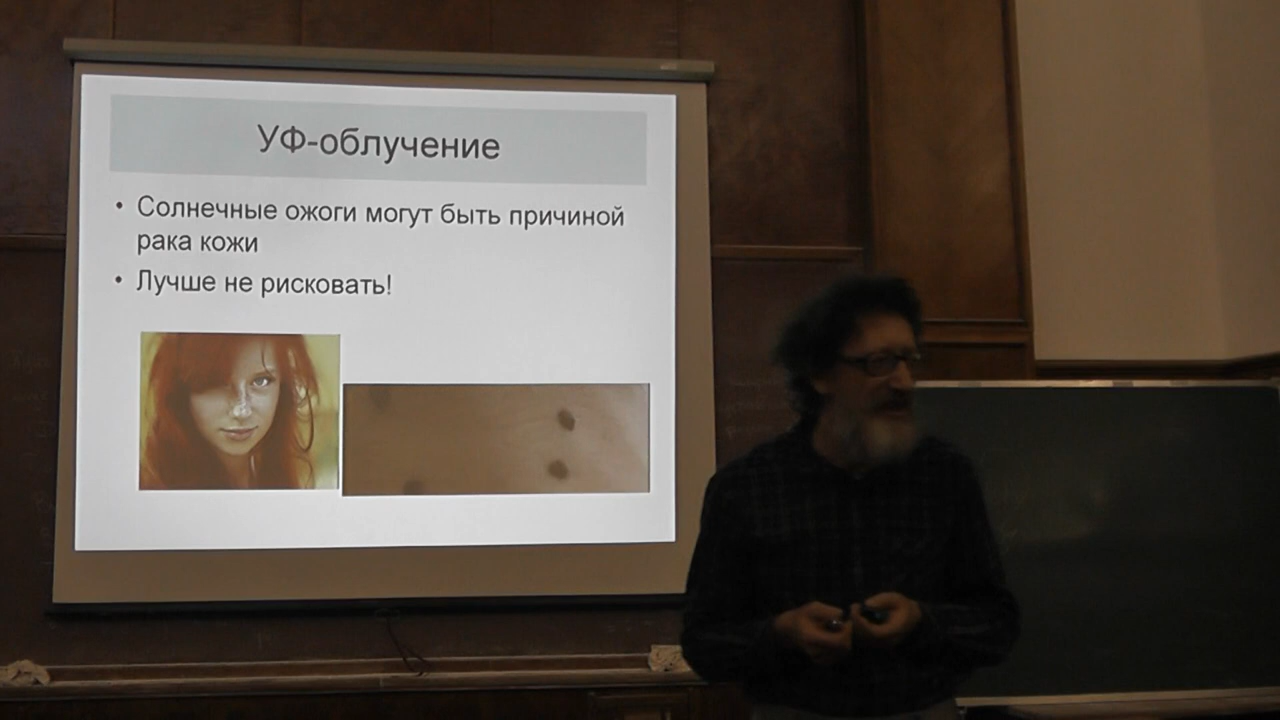 УФ-облучение
• Солнечные ожоги могут быть причиной
рака кожи
• Лучше не рисковать!